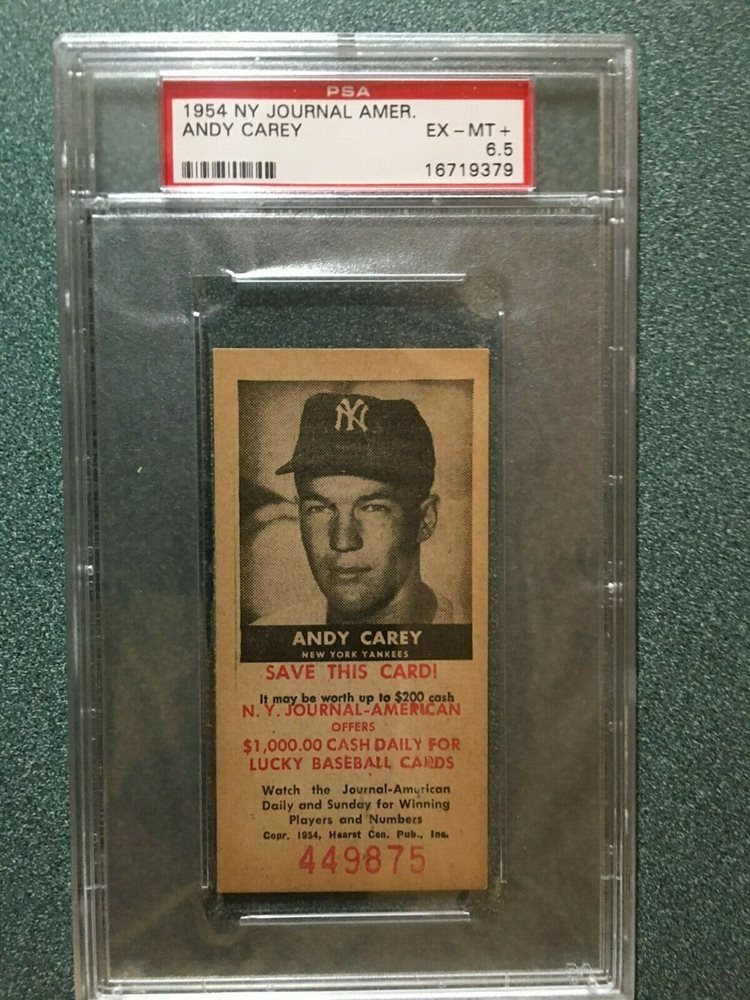 PSA
1954 NY JOURNAL AMER.
ANDY CAREY EX - MT +
6.5
16719379
NY
ANDY CAREY
NEW YORK YANKEES
SAVE THIS CARD!
It may be worth up to $200 cash
N. Y. JOURNAL-AMERICAN
OFFERS
$1,000.00 CASH DAILY FOR
LUCKY BASEBALL CARDS
Watch the Journal-American
Daily and Sunday for Winning
Players and Numbers
Copr. 1954, Hearst Con. Pub., Inc.
449875